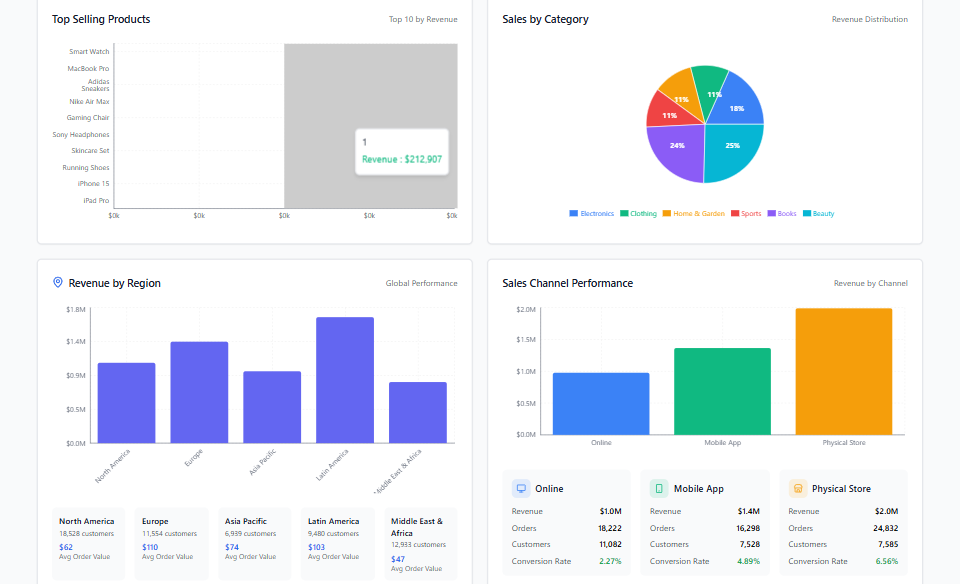 Top Selling Products
Top 10 by Revenue
Smart Watch
MacBook Pro
Adidas
Sneakers
Nike Air Max
Gaming Chair
Sony Headphones
Skincare Set
Running Shoes
iPhone 15
iPad Pro
1
Revenue : $212,907
$0k $0k $0k $0k $0k
Sales by Category
Revenue Distribution
11%
18%
11%
11%
24%
25%
Electronics Clothing Home & Garden Sports Books Beauty
Revenue by Region
Global Performance
$1.8M
$1.4M
$0.9M
$0.5M
$0.0M
North America
Europe
Asia Pacific
Latin America
Middle East & Africa
North America
18,528 customers
$62
Avg Order Value
Europe
11,554 customers
$110
Avg Order Value
Asia Pacific
6,939 customers
$74
Avg Order Value
Latin America
9,480 customers
$103
Avg Order Value
Middle East &
Africa
12,933 customers
$47
Avg Order Value
Sales Channel Performance
Revenue by Channel
$2.0M
$1.5M
$1.0M
$0.5M
$0.0M
Online Mobile App Physical Store
Online
Revenue $1.0M
Orders 18,222
Customers 11,082
Conversion Rate 2.27%
Mobile App
Revenue $1.4M
Orders 16,298
Customers 7,528
Conversion Rate 4.89%
Physical Store
Revenue $2.0M
Orders 24,832
Customers 7,585
Conversion Rate 6.56%